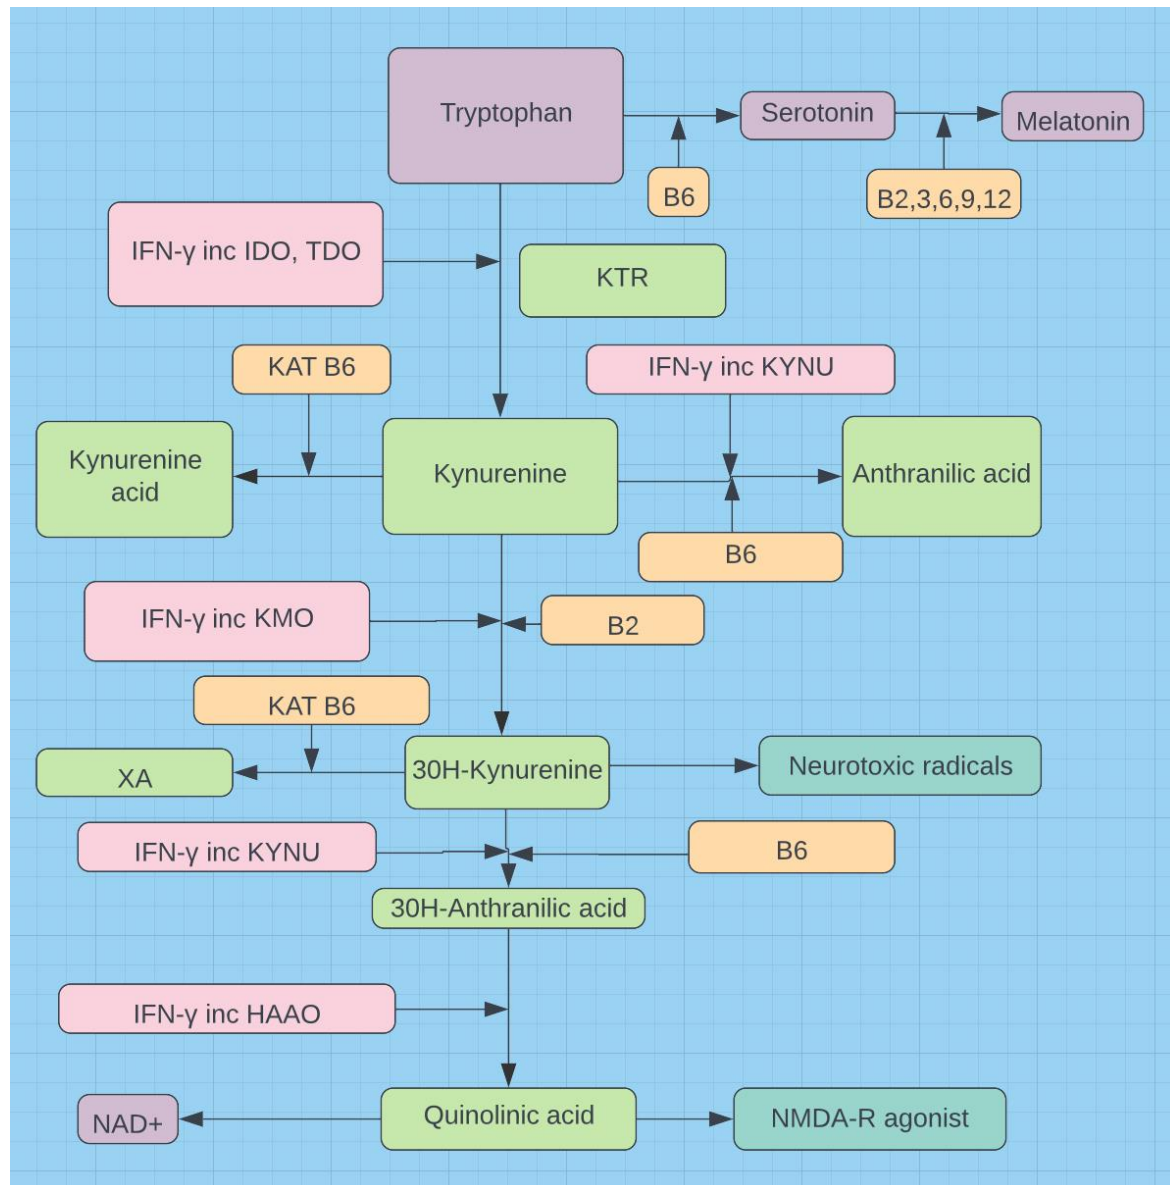 Tryptophan
Serotonin
Melatonin
B6
B2,3,6,9,12
IFN-γ inc IDO, TDO
KTR
KAT B6
IFN-γ inc KYNU
Kynurenine
acid
Kynurenine
Anthranilic acid
B6
IFN-γ inc KMO
B2
KAT B6
XA
30H-Kynurenine
Neurotoxic radicals
IFN-γ inc KYNU
B6
30H-Anthranilic acid
IFN-γ inc HAAO
NAD+
Quinolinic acid
NMDA-R agonist